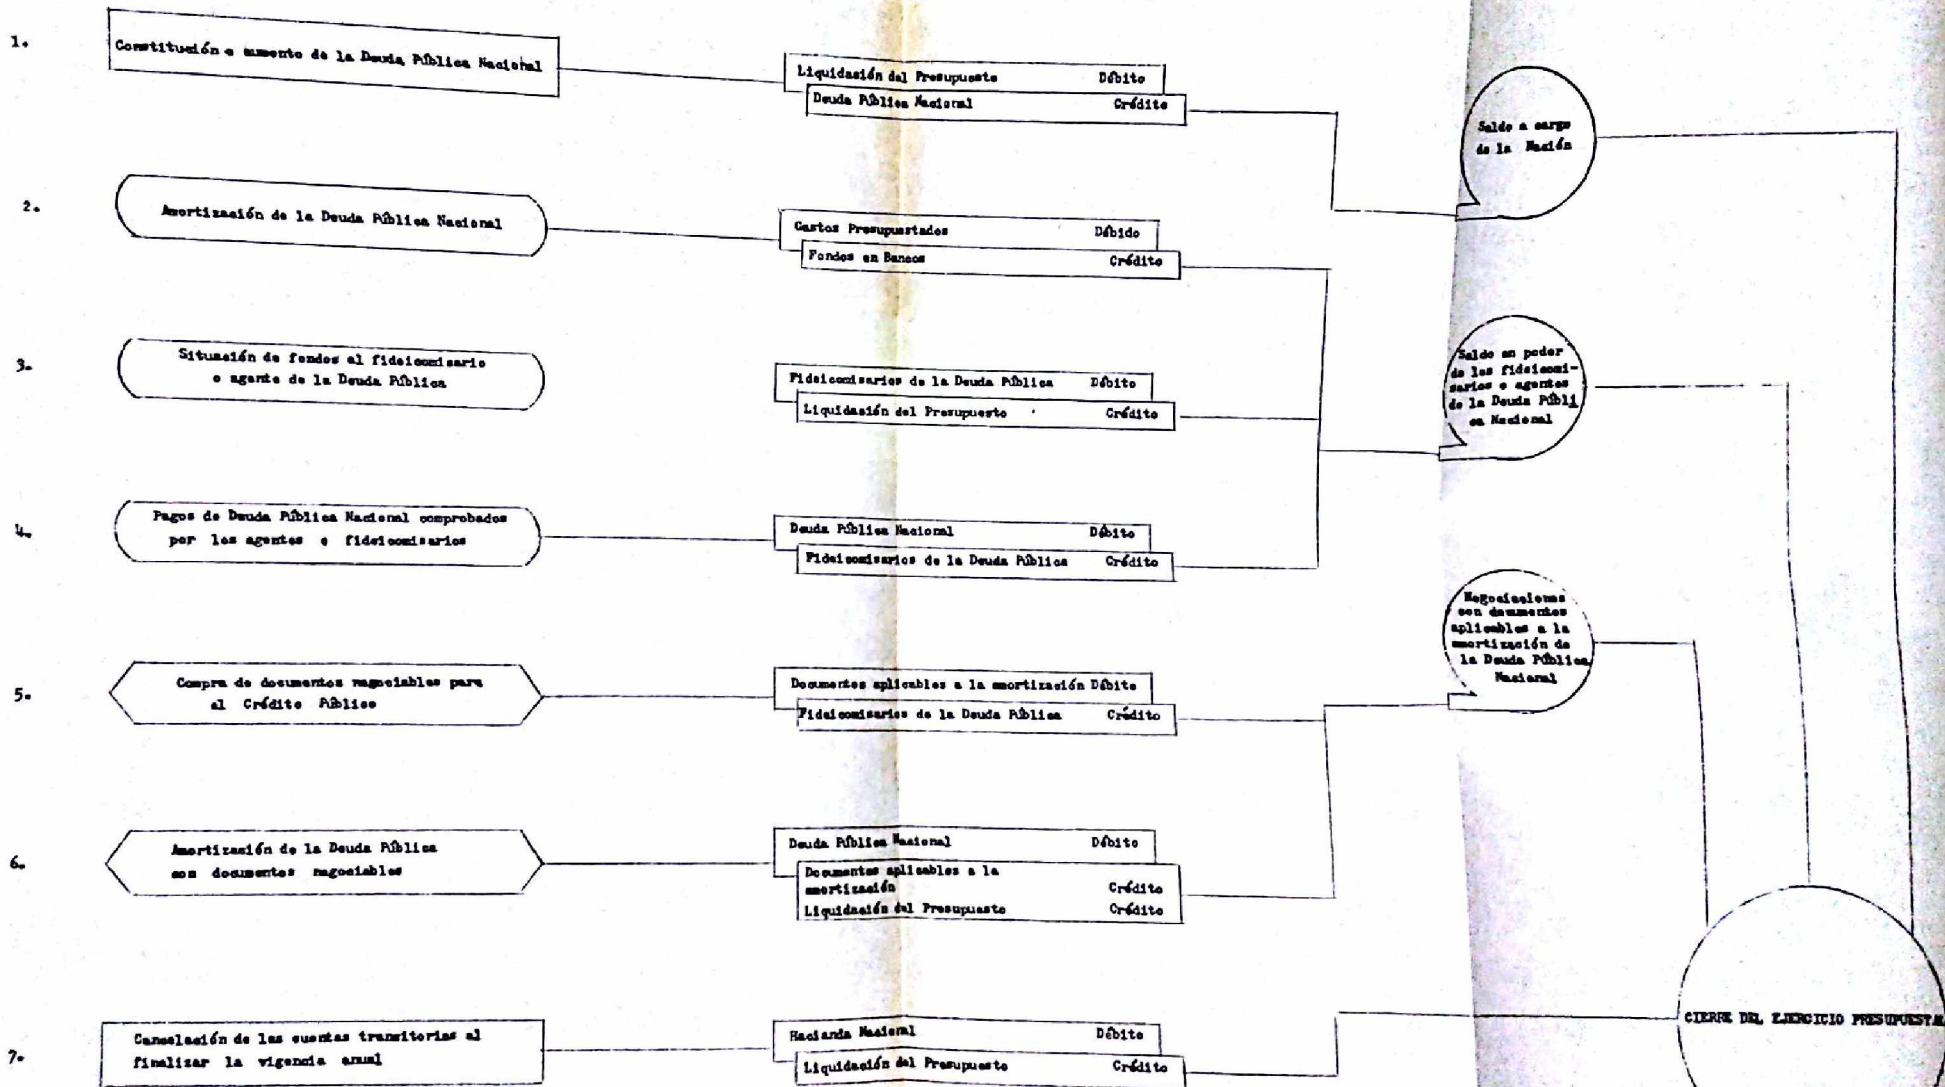 1.
Constitución o aumento de la Deuda Pública Nacional
Liquidación del Presupuesto Débito
Deuda Pública Nacional Crédito
Saldo a cargo
de la Nación
2.
Amortización de la Deuda Pública Nacional
Gastos Presupuestados Débido
Fondos en Bancos Crédito
3.
Situación de fondos al fideicomisario
o agente de la Deuda Pública
Fideicomisarios de la Deuda Pública Débito
Liquidación del Presupuesto Crédito
Saldo en poder
de los fideicomi-
sarios o agentes
de la Deuda Públi
ca Nacional
4.
Pagos de Deuda Pública Nacional comprobados
por los agentes o fideicomisarios
Deuda Pública Nacional Débito
Fideicomisarios de la Deuda Pública Crédito
Negociaciones
con documentos
aplicables a la
amortización de
la Deuda Pública
Nacional
5.
Compra de documentos negociables para
el Crédito Público
Documentos aplicables a la amortización Débito
Fideicomisarios de la Deuda Pública Crédito
6.
Amortización de la Deuda Pública
con documentos negociables
Deuda Pública Nacional Débito
Documentos aplicables a la
amortización Crédito
Liquidación del Presupuesto Crédito
7.
Cancelación de las cuentas transitorias al
finalizar la vigencia anual
Hacienda Nacional Débito
Liquidación del Presupuesto Crédito
CIERRE DEL EJERCICIO PRESUPUESTAL